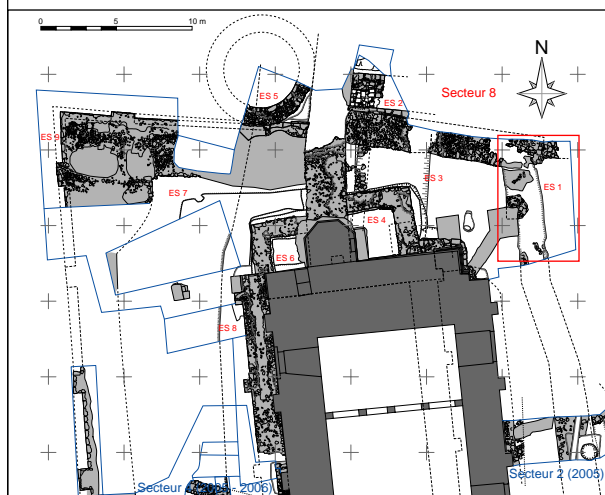 0 5 10 m
N
ES 5
ES 2
Secteur 8
ES 9
ES 3
ES 1
ES 7
ES 4
ES 6
ES 8
Secteur 2006)
Secteur 2 (2005)